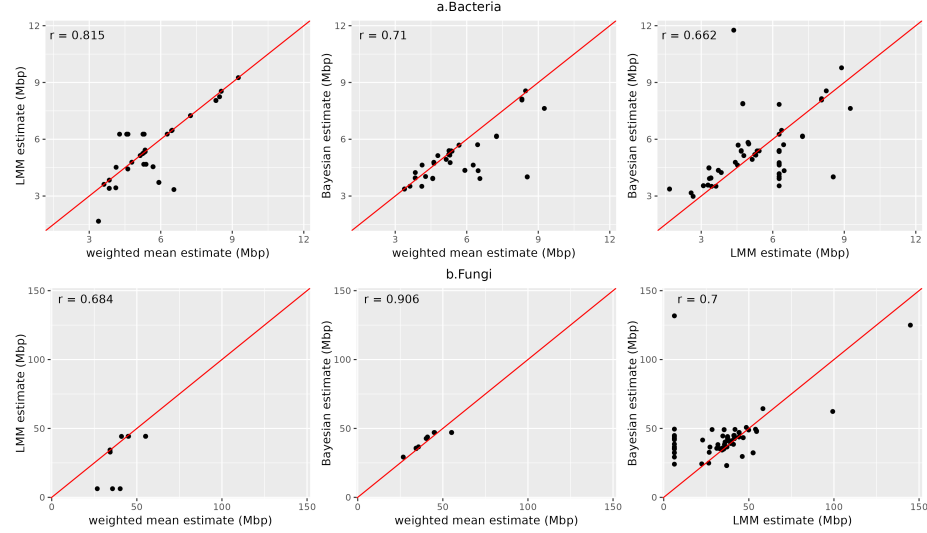 a.Bacteria
r = 0.815
LMM estimate (Mbp)
12
9
6
3
3
6
9
12
weighted mean estimate (Mbp)
r = 0.71
Bayesian estimate (Mbp)
12
9
6
3
3
6
9
12
weighted mean estimate (Mbp)
r = 0.662
Bayesian estimate (Mbp)
12
9
6
3
3
6
9
12
LMM estimate (Mbp)
b.Fungi
r = 0.684
LMM estimate (Mbp)
150
100
50
0
0
50
100
150
weighted mean estimate (Mbp)
r = 0.906
Bayesian estimate (Mbp)
150
100
50
0
0
50
100
150
weighted mean estimate (Mbp)
r = 0.7
Bayesian estimate (Mbp)
150
100
50
0
0
50
100
150
LMM estimate (Mbp)